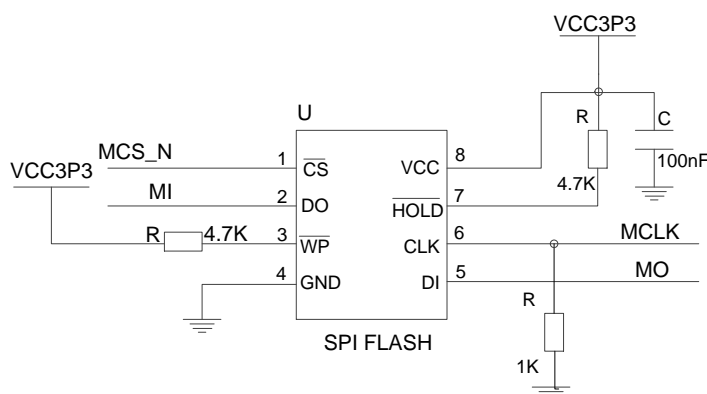 VCC3P3
U
R
C
MCS_N
1
CS
VCC
8
100nF
VCC3P3
MI
2
DO
HOLD
7
4.7K
R
4.7K
3
WP
CLK
6
MCLK
4
GND
DI
5
MO
R
SPI FLASH
1K